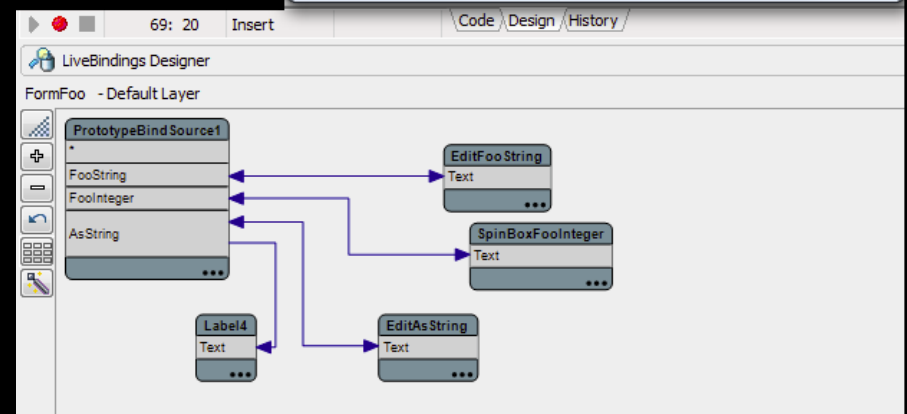 69: 20 Insert Code Design History
LiveBindings Designer
FormFoo - Default Layer
PrototypeBindSource1
*
FooString
FooInteger
AsString
EditFooString
Text
SpinBoxFooInteger
Text
Label4
Text
EditAsString
Text